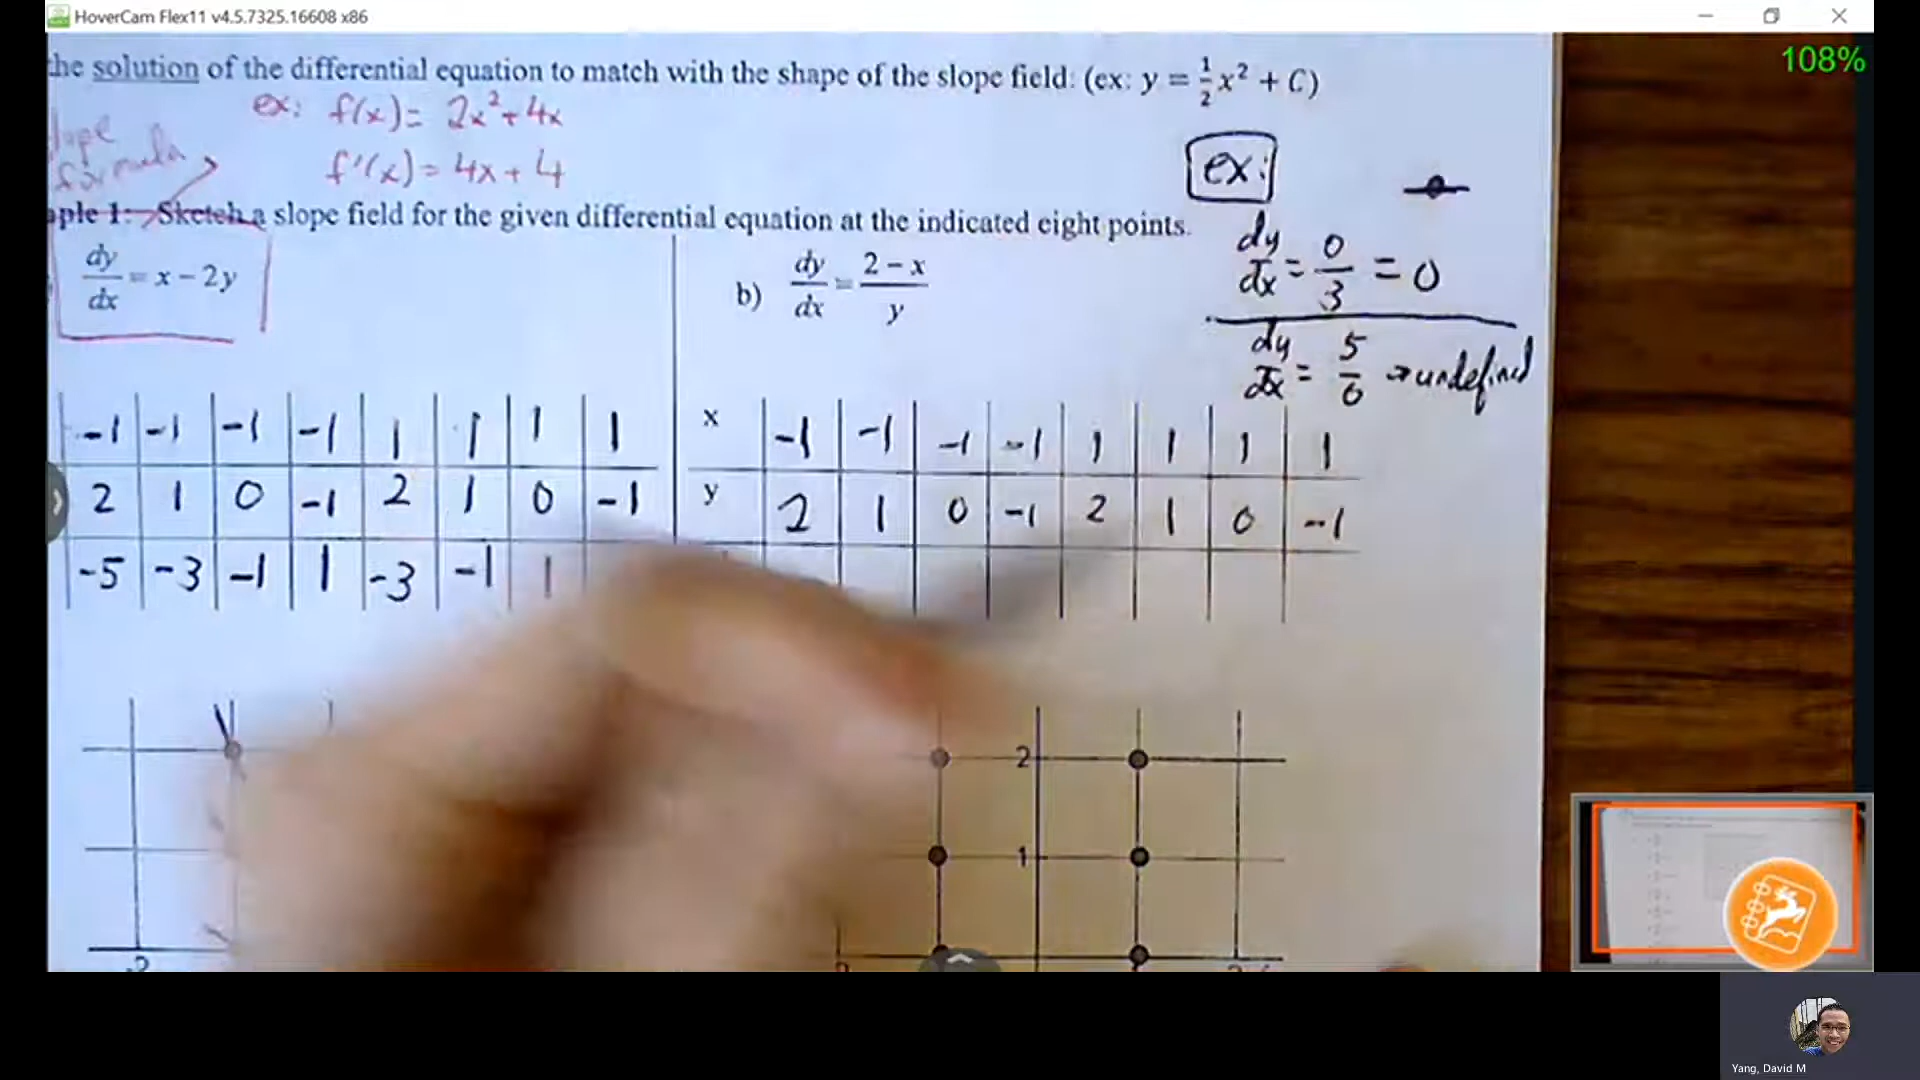 HoverCam Flex11 v4.5.7325.16608 x86
108%
the solution of the differential equation to match with the shape of the slope field: (ex: y = 1/2 x² + C)
ex: f(x) = 2x² + 4x
slope
formula
f'(x) = 4x + 4
ex:
ple 1: Sketch a slope field for the given differential equation at the indicated eight points.
dy/dx = x − 2y
b) dy/dx = 2 − x / y
dy/dx = 0/3 = 0
dy/dx = 5/0 → undefined
-1 -1 -1 -1 1 1 1 1
2 1 0 -1 2 1 0 -1
-5 -3 -1 1 -3 -1 1
x -1 -1 -1 -1 1 1 1 1
y 2 1 0 -1 2 1 0 -1
2
1
Yang, David M